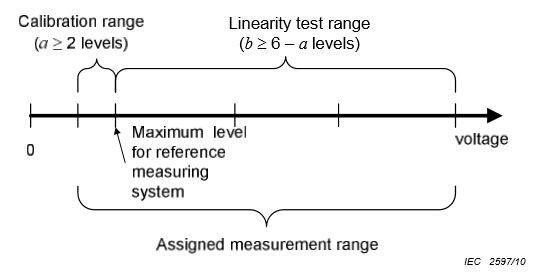 Calibration range
(a ≥ 2 levels)
Linearity test range
(b ≥ 6 – a levels)
0
Maximum level
for reference
measuring
system
voltage
Assigned measurement range
IEC 2597/10